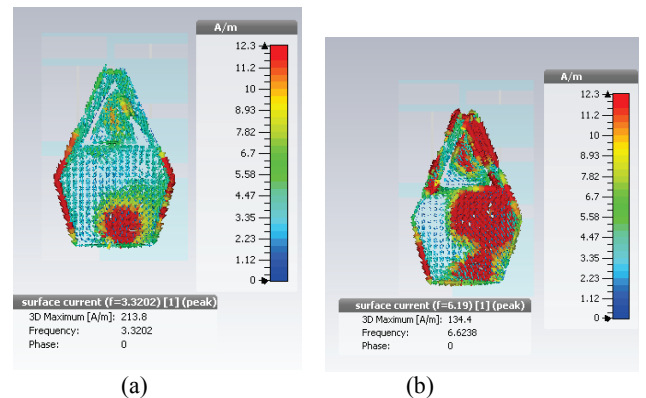 A/m
12.3
11.2
10
8.93
7.82
6.7
5.58
4.47
3.35
2.23
1.12
0
surface current (f=3.3202) [1] (peak)
3D Maximum [A/m]: 213.8
Frequency: 3.3202
Phase: 0
(a)
A/m
12.3
11.2
10
8.93
7.82
6.7
5.58
4.47
3.35
2.23
1.12
0
surface current (f=6.19) [1] (peak)
3D Maximum [A/m]: 134.4
Frequency: 6.6238
Phase: 0
(b)